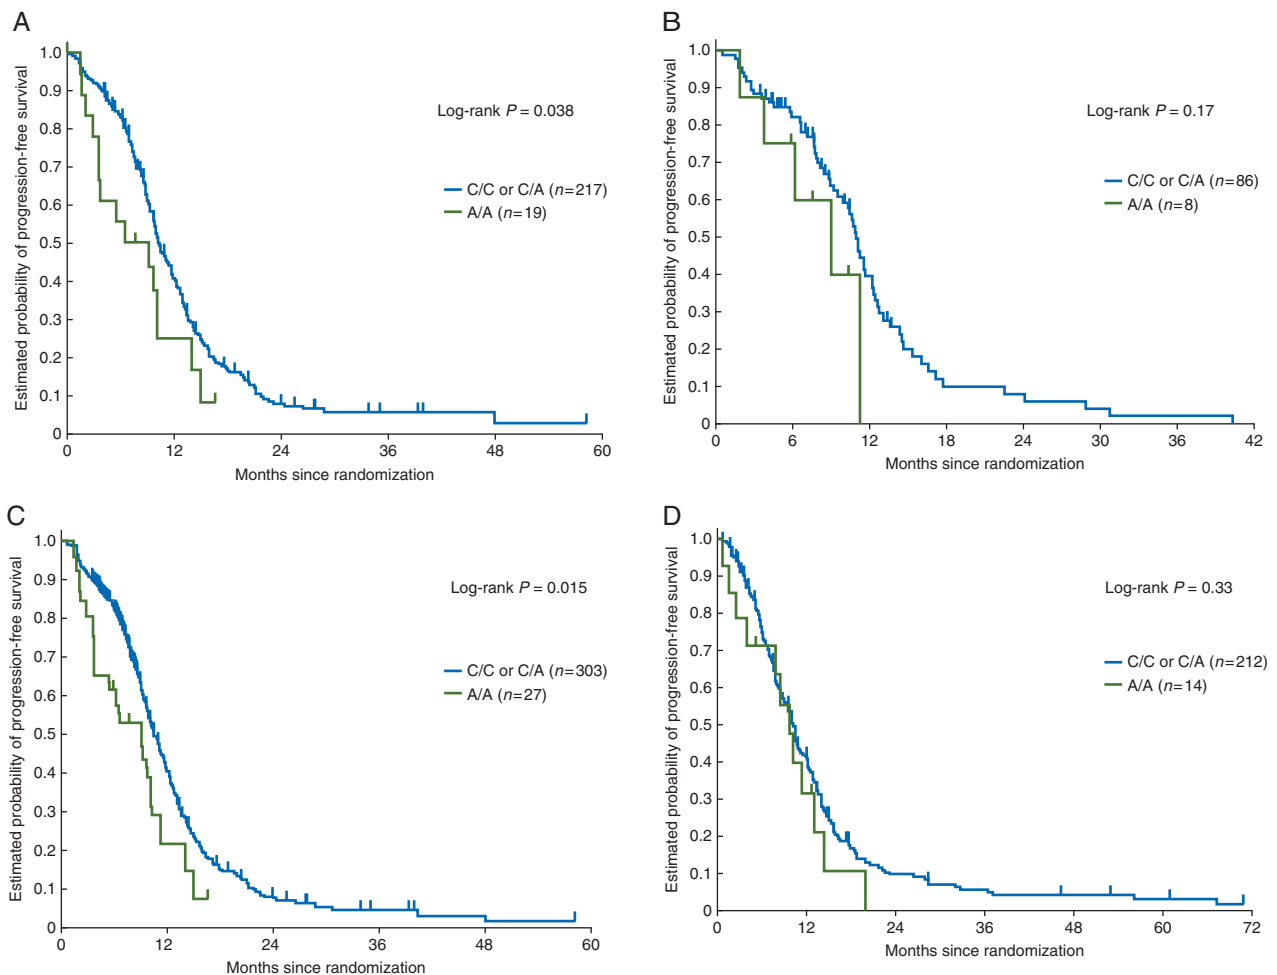 A
Estimated probability of progression-free survival
1.0
0.9
0.8
0.7
0.6
0.5
0.4
0.3
0.2
0.1
0
Log-rank P = 0.038
C/C or C/A (n=217)
A/A (n=19)
0 12 24 36 48 60
Months since randomization
B
Estimated probability of progression-free survival
1.0
0.9
0.8
0.7
0.6
0.5
0.4
0.3
0.2
0.1
0
Log-rank P = 0.17
C/C or C/A (n=86)
A/A (n=8)
0 6 12 18 24 30 36 42
Months since randomization
C
Estimated probability of progression-free survival
1.0
0.9
0.8
0.7
0.6
0.5
0.4
0.3
0.2
0.1
0
Log-rank P = 0.015
C/C or C/A (n=303)
A/A (n=27)
0 12 24 36 48 60
Months since randomization
D
Estimated probability of progression-free survival
1.0
0.9
0.8
0.7
0.6
0.5
0.4
0.3
0.2
0.1
0
Log-rank P = 0.33
C/C or C/A (n=212)
A/A (n=14)
0 12 24 36 48 60 72
Months since randomization